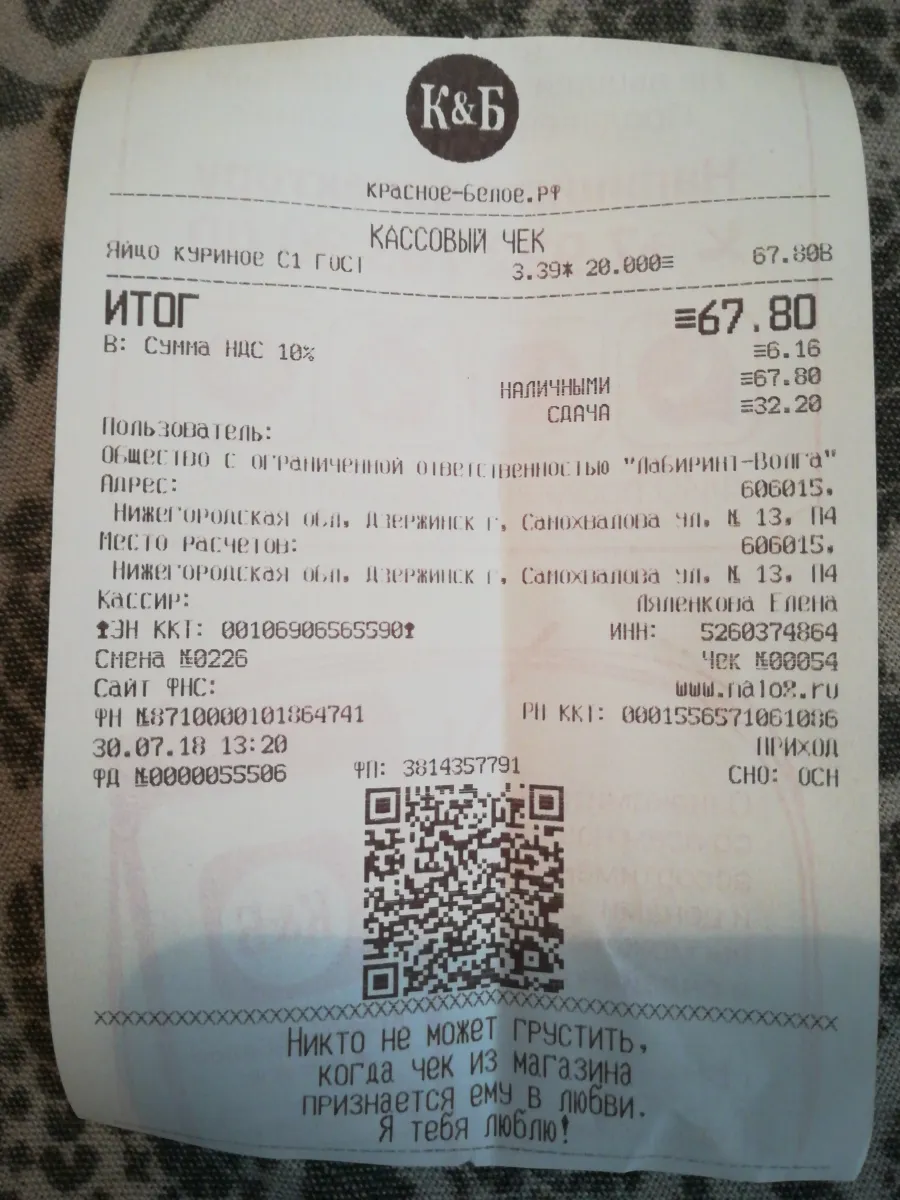 К&Б
КРАСНОЕ-БЕЛОЕ.РФ
КАССОВЫЙ ЧЕК
ЯЙЦО КУРИНОЕ С1 ГОСТ
3.39* 20.000= 67.80В
ИТОГ ≡67.80
В: СУММА НДС 10% ≡6.16
НАЛИЧНЫМИ ≡67.80
СДАЧА ≡32.20
ПОЛЬЗОВАТЕЛЬ:
ОБЩЕСТВО С ОГРАНИЧЕННОЙ ОТВЕТСТВЕННОСТЬЮ "ЛАБИРИНТ-ВОЛГА"
АДРЕС: 606015,
НИЖЕГОРОДСКАЯ ОБЛ, ДЗЕРЖИНСК Г, САМОХВАЛОВА УЛ, № 13, П4
МЕСТО РАСЧЕТОВ: 606015,
НИЖЕГОРОДСКАЯ ОБЛ, ДЗЕРЖИНСК Г, САМОХВАЛОВА УЛ, № 13, П4
КАССИР: ЛЯЛЕНКОВА ЕЛЕНА
ЗН ККТ: 00106906565590 ИНН: 5260374864
СМЕНА №0226 ЧЕК №00054
САЙТ ФНС: www.nalog.ru
ФН №8710000101864741 РН ККТ: 0001556571061086
30.07.18 13:20 ПРИХОД
ФД №0000055506 ФП: 3814357791 СНО: ОСН
XXXXXXXXXXXXXXXXXXXXXXXXXXXXXXXXXXXXXXXXXXXXXXXXXXXXXXXXXXXXXXXX
НИКТО НЕ МОЖЕТ ГРУСТИТЬ,
КОГДА ЧЕК ИЗ МАГАЗИНА
ПРИЗНАЕТСЯ ЕМУ В ЛЮБВИ.
Я ТЕБЯ ЛЮБЛЮ!